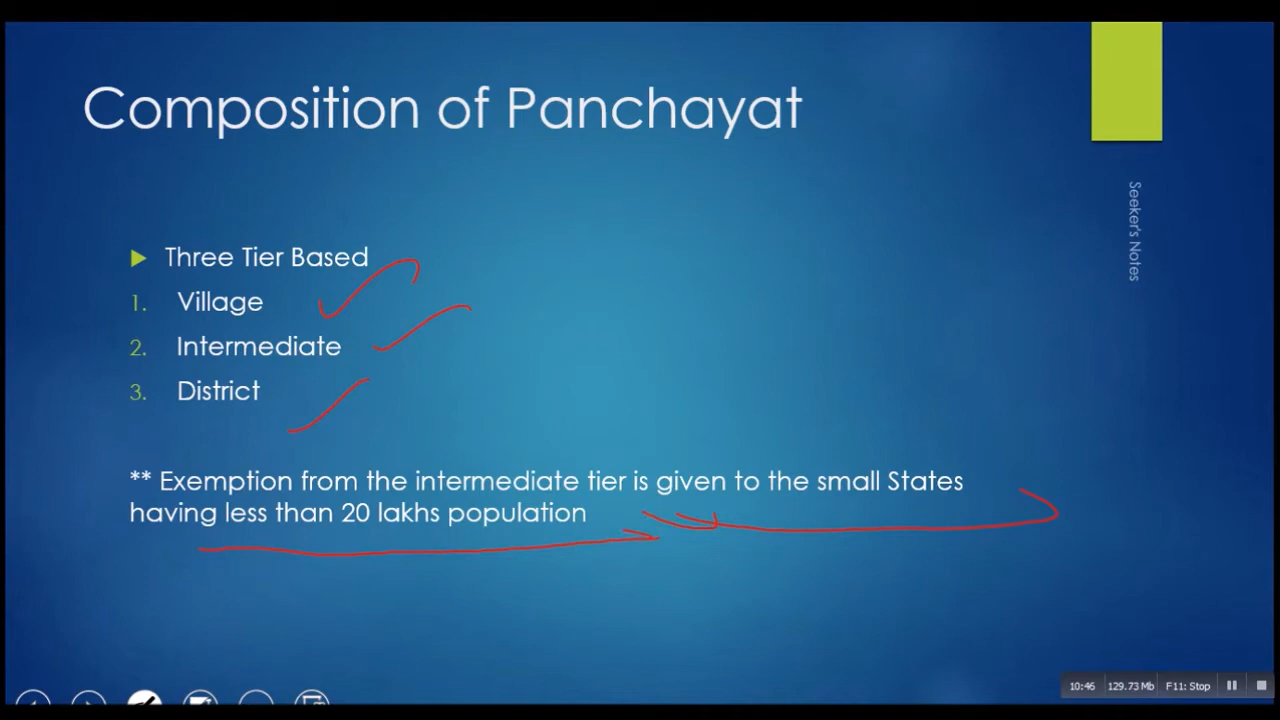 Composition of Panchayat
Seeker's Notes
Three Tier Based
1. Village
2. Intermediate
3. District
** Exemption from the intermediate tier is given to the small States
having less than 20 lakhs population
10:46 129.73 Mb F11: Stop